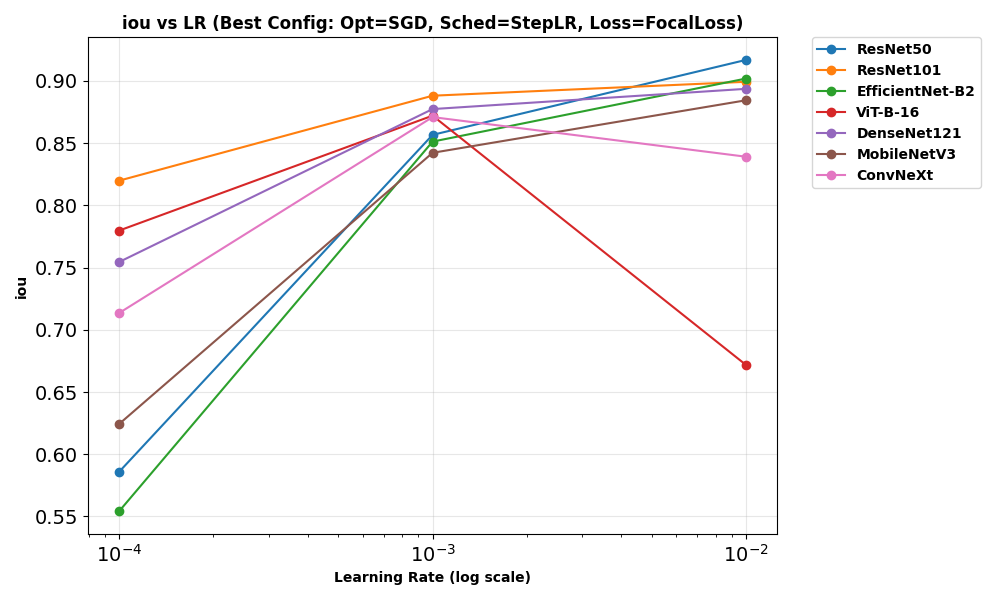 iou vs LR (Best Config: Opt=SGD, Sched=StepLR, Loss=FocalLoss)
ResNet50
ResNet101
EfficientNet-B2
ViT-B-16
DenseNet121
MobileNetV3
ConvNeXt
iou
0.90
0.85
0.80
0.75
0.70
0.65
0.60
0.55
10⁻⁴ 10⁻³ 10⁻²
Learning Rate (log scale)